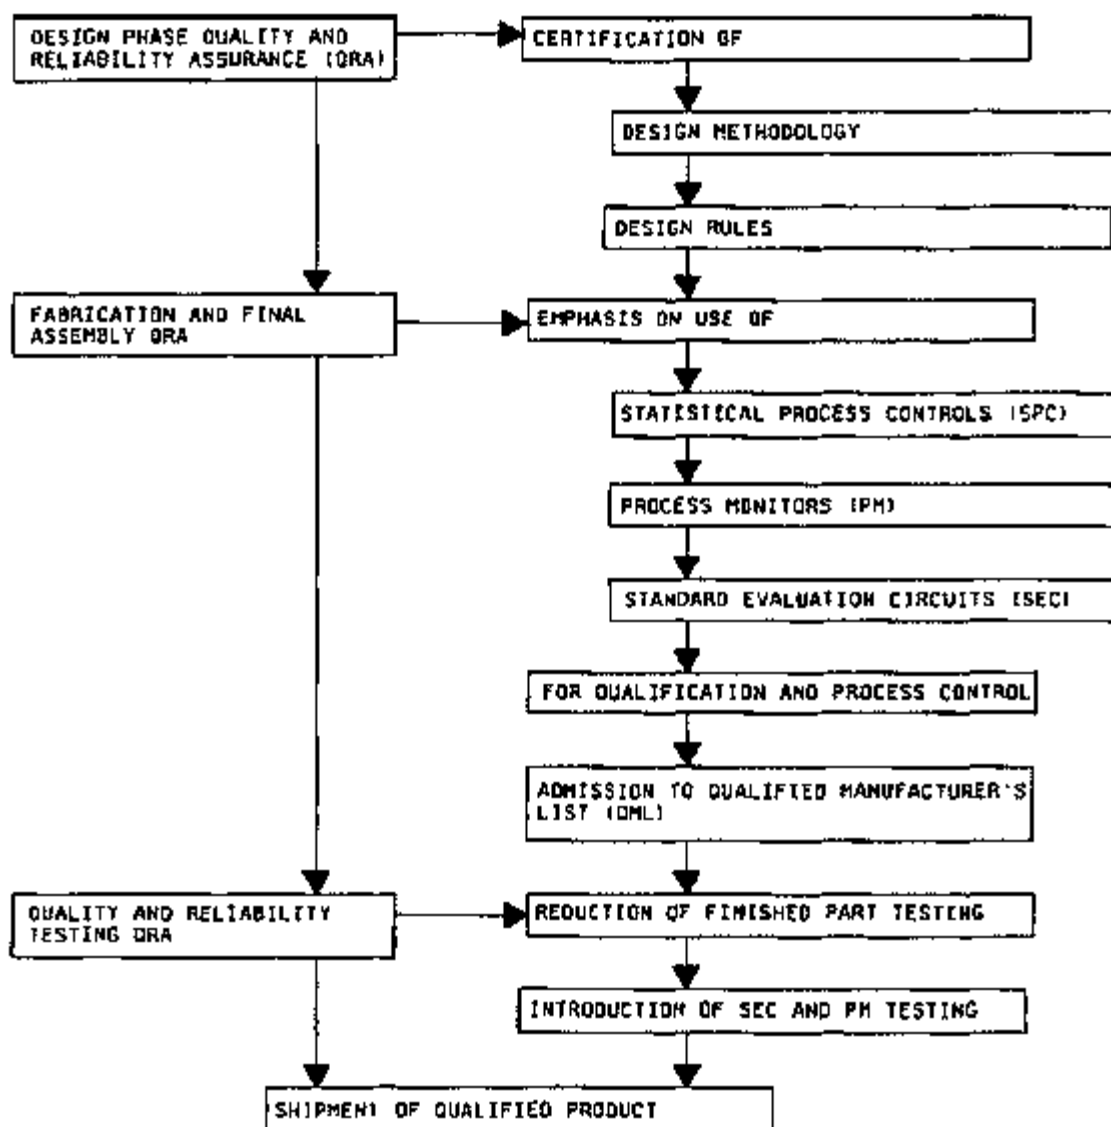 DESIGN PHASE QUALITY AND
RELIABILITY ASSURANCE (QRA)
CERTIFICATION OF
DESIGN METHODOLOGY
DESIGN RULES
FABRICATION AND FINAL
ASSEMBLY QRA
EMPHASIS ON USE OF
STATISTICAL PROCESS CONTROLS (SPC)
PROCESS MONITORS (PM)
STANDARD EVALUATION CIRCUITS (SEC)
FOR QUALIFICATION AND PROCESS CONTROL
ADMISSION TO QUALIFIED MANUFACTURER'S
LIST (QML)
QUALITY AND RELIABILITY
TESTING QRA
REDUCTION OF FINISHED PART TESTING
INTRODUCTION OF SEC AND PM TESTING
SHIPMENT OF QUALIFIED PRODUCT